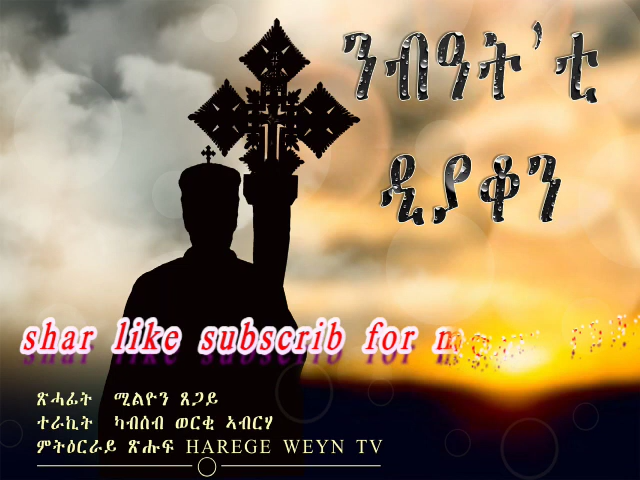 ንብዓት'ቲ
ዲያቆን
shar like subscrib for m
ጽሓፊት ሚልዮን ጸጋይ
ተራኪት ካብሰብ ወርቂ ኣብርሃ
ምትዕርራይ ጽሑፍ HAREGE WEYN TV